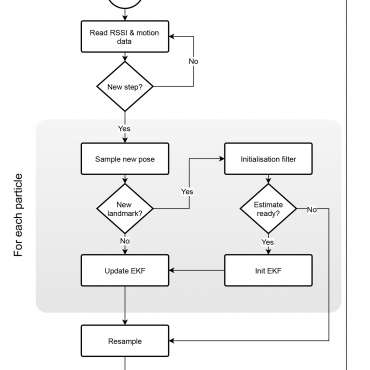 Read RSSI & motion
data
No
New step?
Yes
For each particle
Sample new pose
Initialisation filter
Yes
New
landmark?
Estimate
ready?
No
No
Yes
Update EKF
Init EKF
Resample